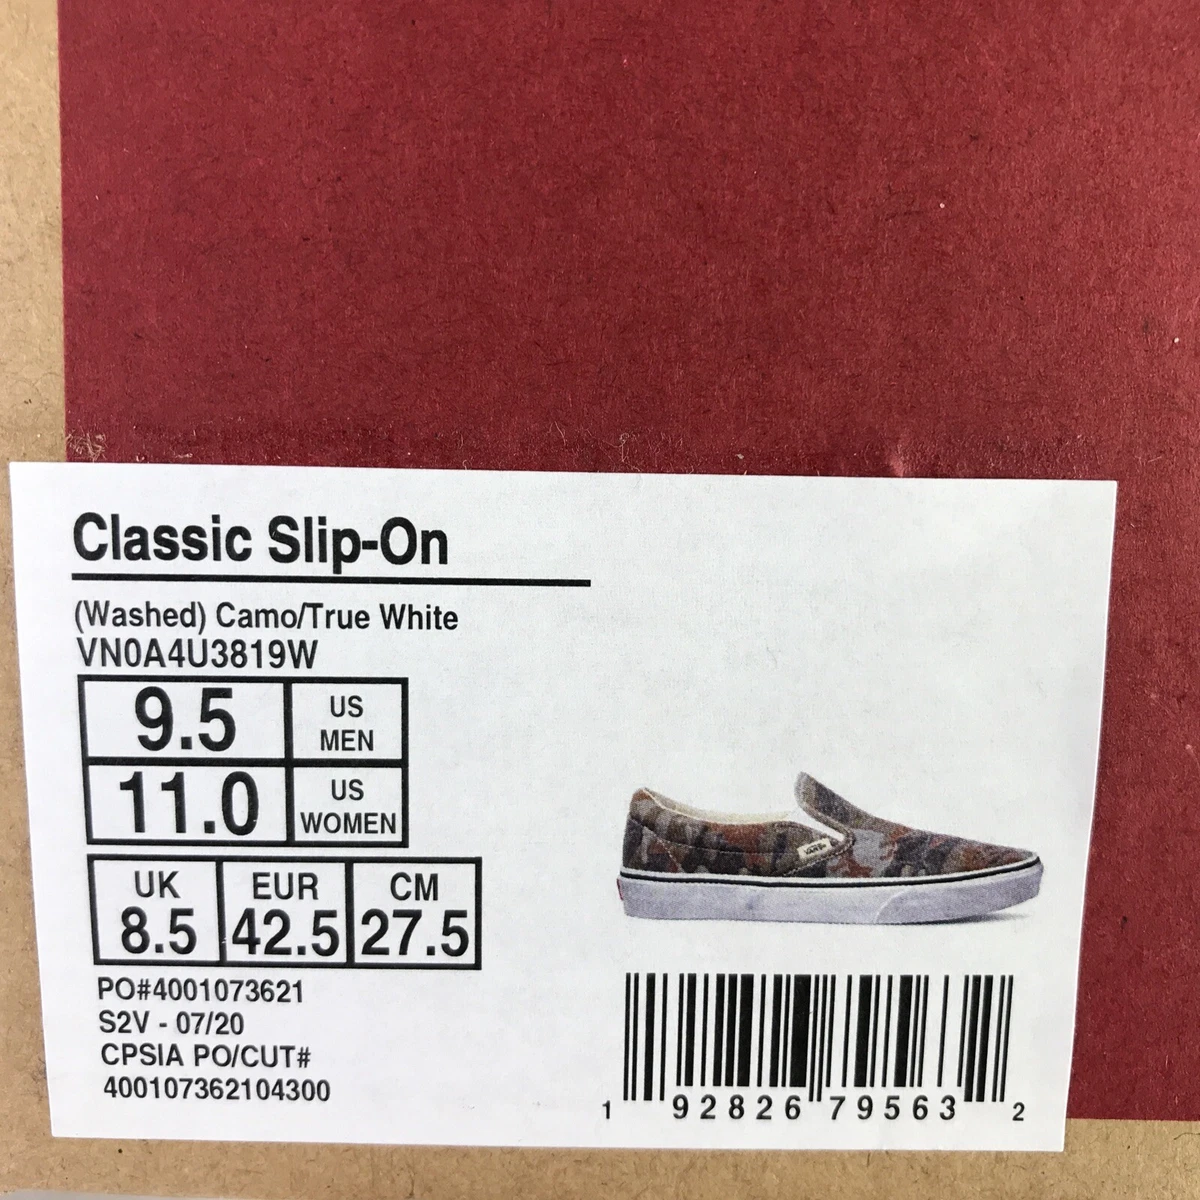 Classic Slip-On
(Washed) Camo/True White
VN0A4U3819W
9.5 US MEN
11.0 US WOMEN
UK EUR CM
8.5 42.5 27.5
PO#4001073621
S2V - 07/20
CPSIA PO/CUT#
400107362104300
VANS
1 92826 79563 2